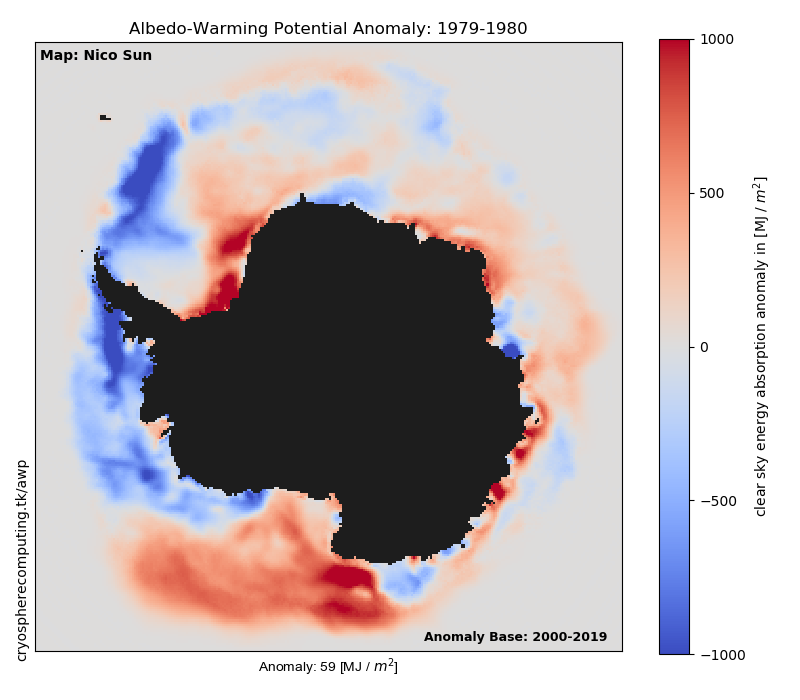 Albedo-Warming Potential Anomaly: 1979-1980
Map: Nico Sun
1000
500
0
−500
−1000
clear sky energy absorption anomaly in [MJ / m²]
cryospherecomputing.tk/awp
Anomaly Base: 2000-2019
Anomaly: 59 [MJ / m²]